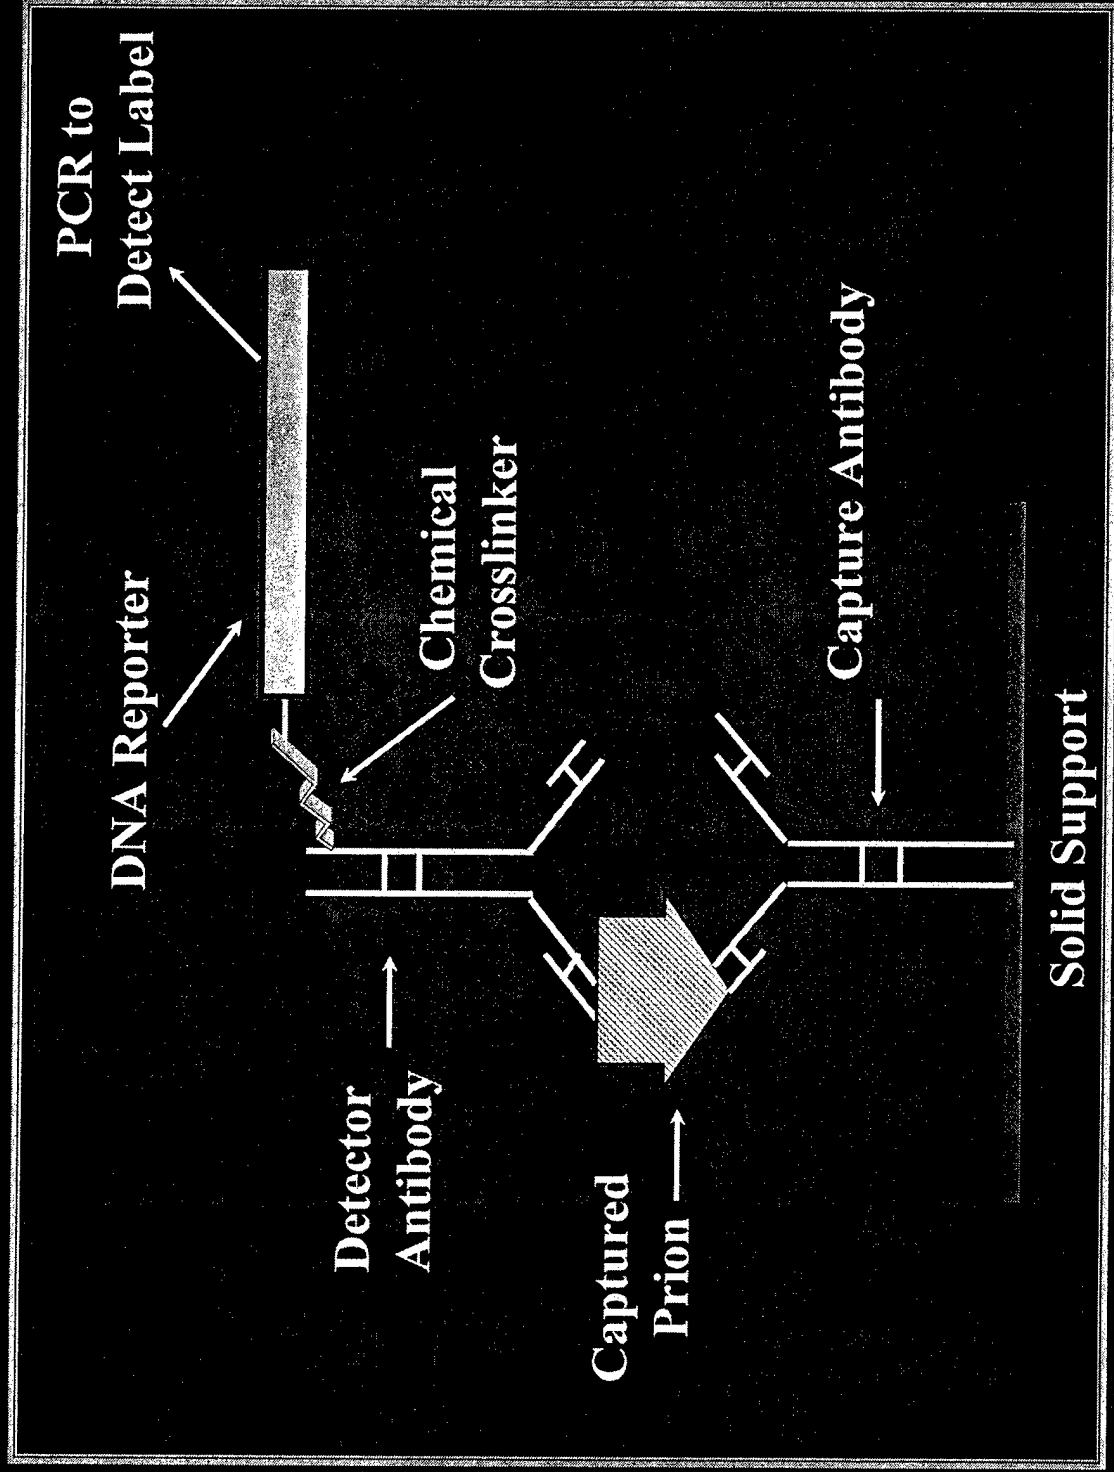 PCR to
Detect Label
DNA Reporter
Chemical
Crosslinker
Detector
Antibody
Captured
Prion
Capture Antibody
Solid Support